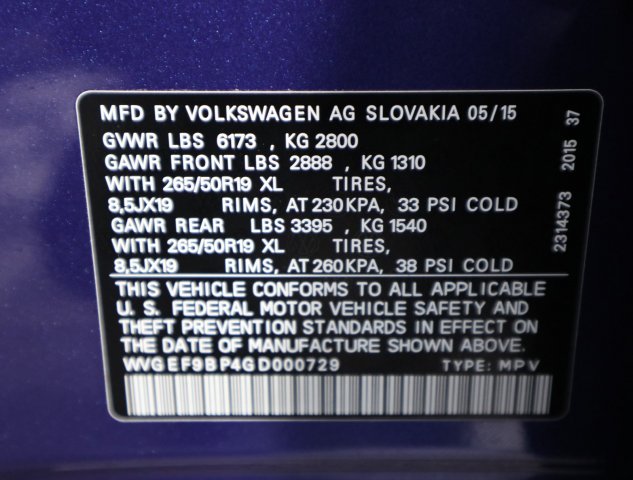 MFD BY VOLKSWAGEN AG SLOVAKIA 05/15
GVWR LBS 6173 , KG 2800
GAWR FRONT LBS 2888 , KG 1310
WITH 265/50R19 XL TIRES,
8,5JX19 RIMS, AT 230KPA, 33 PSI COLD
GAWR REAR LBS 3395 , KG 1540
WITH 265/50R19 XL TIRES,
8,5JX19 RIMS, AT 260KPA, 38 PSI COLD
THIS VEHICLE CONFORMS TO ALL APPLICABLE
U. S. FEDERAL MOTOR VEHICLE SAFETY AND
THEFT PREVENTION STANDARDS IN EFFECT ON
THE DATE OF MANUFACTURE SHOWN ABOVE.
WVGEF9BP4GD000729 TYPE: MPV
2314373 2015 37